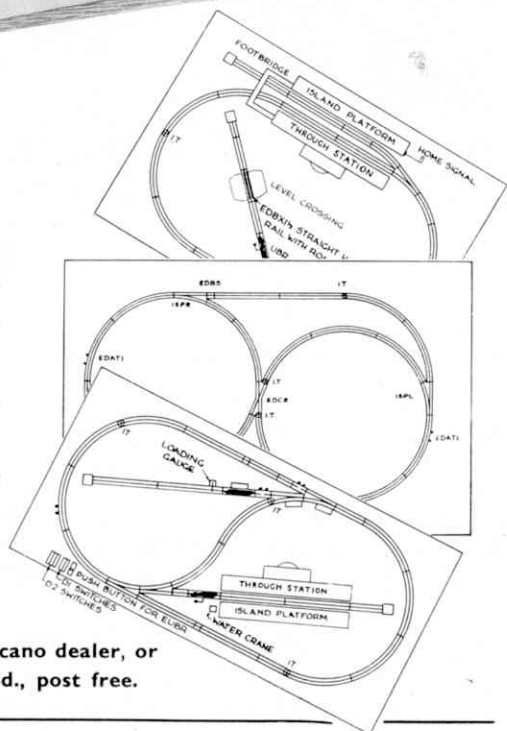 FOOTBRIDGE
ISLAND PLATFORM
HOME SIGNAL
THROUGH STATION
IT
LEVEL CROSSING
EDBX1½ STRAIGHT
RAIL WITH
UBR
EDBS
IT
ISPR
EDAT1
IT
EDCR
IT
ISPL
EDAT1
IT
LOADING
GAUGE
IT
THROUGH STATION
ISLAND PLATFORM
PUSH BUTTON FOR EUBR
D1 SWITCHES
D2 SWITCHES
WATER CRANE
IT
cano dealer, or
d., post free.